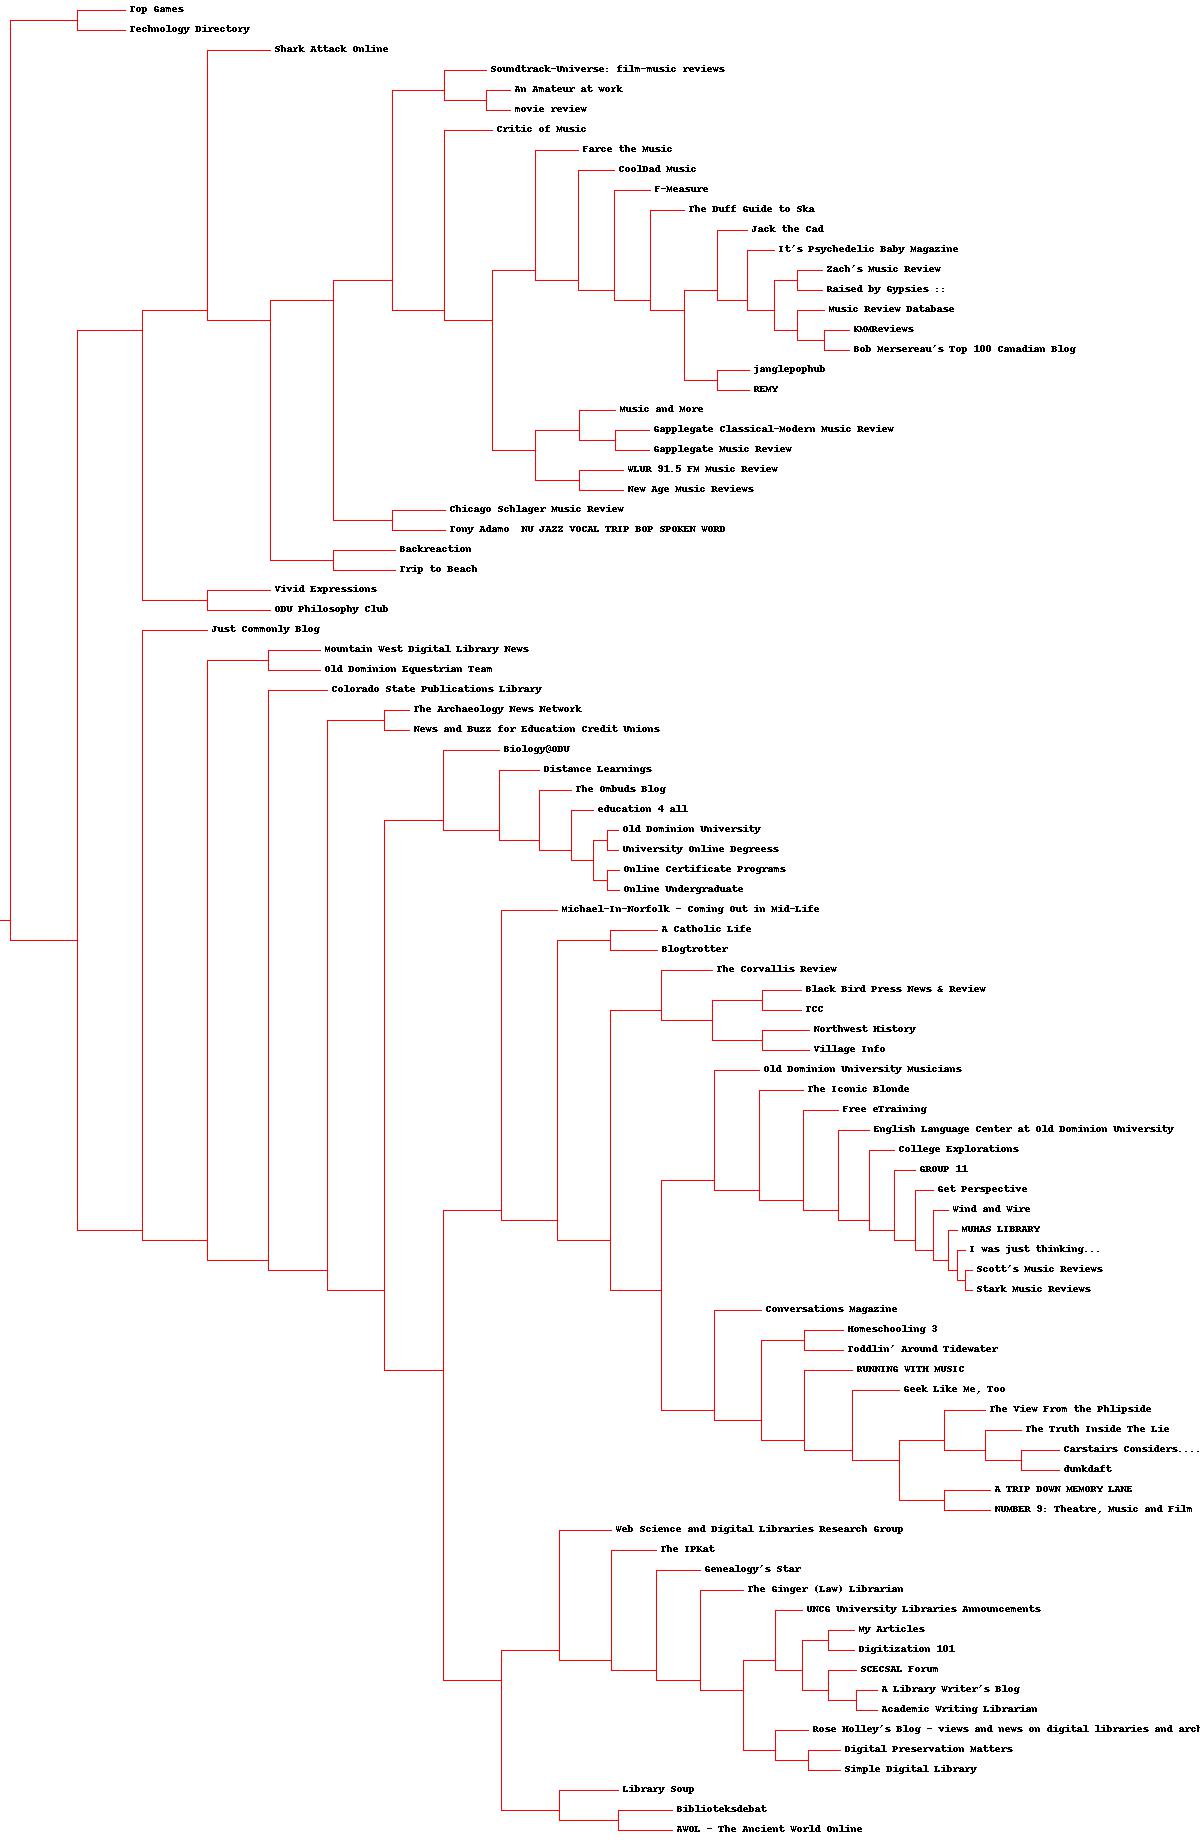 Top Games
Technology Directory
Shark Attack Online
Soundtrack-Universe: film-music reviews
An Amateur at work
movie review
Critic of Music
Farce the Music
CoolDad Music
F-Measure
The Duff Guide to Ska
Jack the Cad
It's Psychedelic Baby Magazine
Zach's Music Review
Raised by Gypsies ::
Music Review Database
KMMReviews
Bob Mersereau's Top 100 Canadian Blog
janglepophub
REMY
Music and More
Gapplegate Classical-Modern Music Review
Gapplegate Music Review
WLUR 91.5 FM Music Review
New Age Music Reviews
Chicago Schlager Music Review
Tony Adamo  NU JAZZ VOCAL TRIP BOP SPOKEN WORD
Backreaction
Trip to Beach
Vivid Expressions
ODU Philosophy Club
Just Commonly Blog
Mountain West Digital Library News
Old Dominion Equestrian Team
Colorado State Publications Library
The Archaeology News Network
News and Buzz for Education Credit Unions
Biology@ODU
Distance Learnings
The Ombuds Blog
education 4 all
Old Dominion University
University Online Degreess
Online Certificate Programs
Online Undergraduate
Michael-In-Norfolk - Coming Out in Mid-Life
A Catholic Life
Blogtrotter
The Corvallis Review
Black Bird Press News & Review
TCC
Northwest History
Village Info
Old Dominion University Musicians
The Iconic Blonde
Free eTraining
English Language Center at Old Dominion University
College Explorations
GROUP 11
Get Perspective
Wind and Wire
MUHAS LIBRARY
I was just thinking...
Scott's Music Reviews
Stark Music Reviews
Conversations Magazine
Homeschooling 3
Toddlin' Around Tidewater
RUNNING WITH MUSIC
Geek Like Me, Too
The View From the Phlipside
The Truth Inside The Lie
Carstairs Considers....
dunkdaft
A TRIP DOWN MEMORY LANE
NUMBER 9: Theatre, Music and Film
Web Science and Digital Libraries Research Group
The IPKat
Genealogy's Star
The Ginger (Law) Librarian
UNCG University Libraries Announcements
My Articles
Digitization 101
SCECSAL Forum
A Library Writer's Blog
Academic Writing Librarian
Rose Holley's Blog - views and news on digital libraries and arch
Digital Preservation Matters
Simple Digital Library
Library Soup
Biblioteksdebat
AWOL - The Ancient World Online